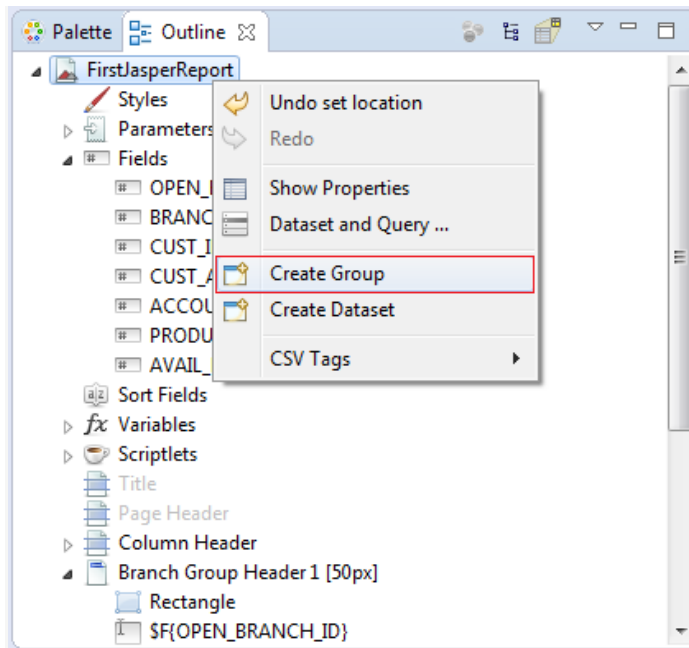 Palette Outline
FirstJasperReport
Styles
Undo set location
Parameters
Redo
Fields
OPEN_
Show Properties
BRANC
Dataset and Query ...
CUST_I
CUST_A
Create Group
ACCOU
Create Dataset
PRODU
AVAIL_
CSV Tags
Sort Fields
fx Variables
Scriptlets
Title
Page Header
Column Header
Branch Group Header 1 [50px]
Rectangle
$F{OPEN_BRANCH_ID}